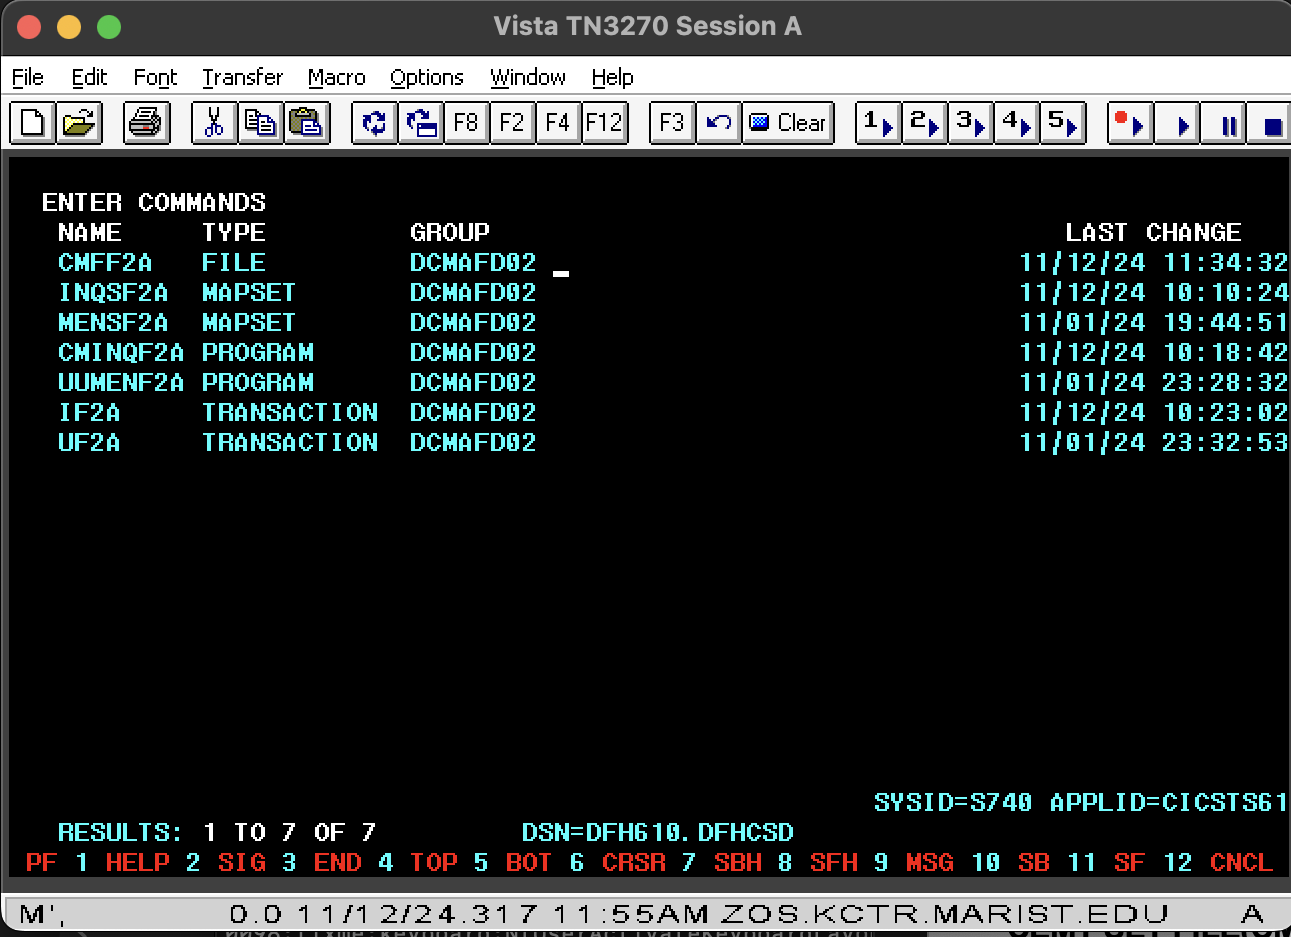 Vista TN3270 Session A
File Edit Font Transfer Macro Options Window Help
F8 F2 F4 F12 F3 Clear 1 2 3 4 5
ENTER COMMANDS
NAME TYPE GROUP LAST CHANGE
CMFF2A FILE DCMAFD02 _ 11/12/24 11:34:32
INQSF2A MAPSET DCMAFD02 11/12/24 10:10:24
MENSF2A MAPSET DCMAFD02 11/01/24 19:44:51
CMINQF2A PROGRAM DCMAFD02 11/12/24 10:18:42
UUMENF2A PROGRAM DCMAFD02 11/01/24 23:28:32
IF2A TRANSACTION DCMAFD02 11/12/24 10:23:02
UF2A TRANSACTION DCMAFD02 11/01/24 23:32:53
SYSID=S740 APPLID=CICSTS61
RESULTS: 1 TO 7 OF 7 DSN=DFH610.DFHCSD
PF 1 HELP 2 SIG 3 END 4 TOP 5 BOT 6 CRSR 7 SBH 8 SFH 9 MSG 10 SB 11 SF 12 CNCL
M', 0.0 11/12/24.317 11:55AM ZOS.KCTR.MARIST.EDU A